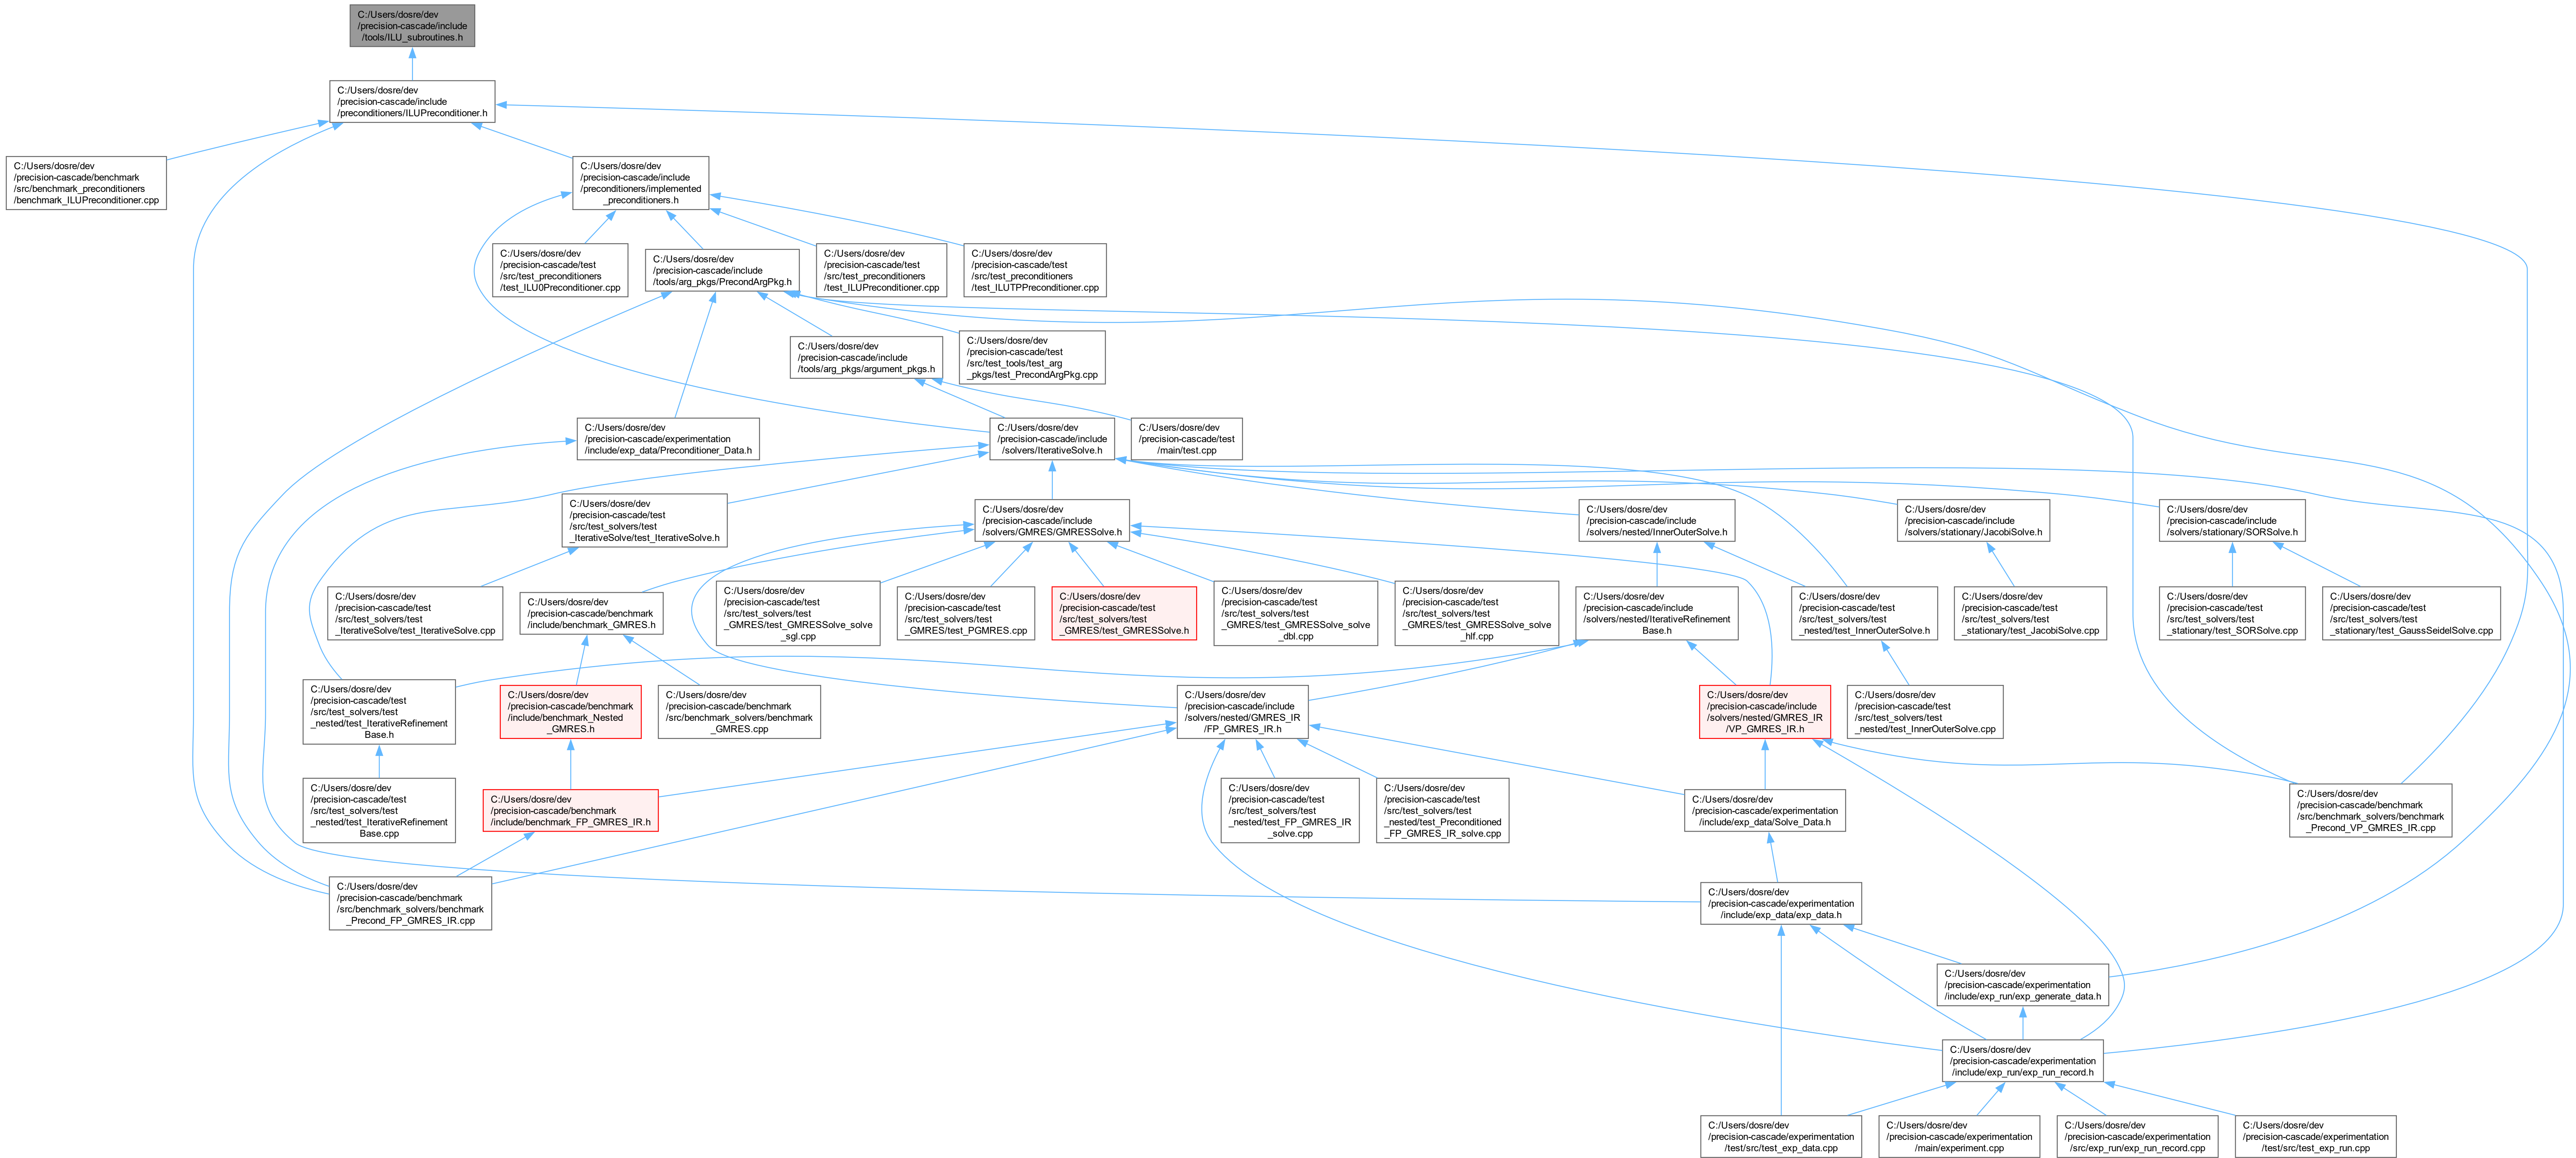 C:/Users/dosre/dev
/precision-cascade/include
/tools/ILU_subroutines.h
C:/Users/dosre/dev
/precision-cascade/include
/preconditioners/ILUPreconditioner.h
C:/Users/dosre/dev
/precision-cascade/benchmark
/src/benchmark_preconditioners
/benchmark_ILUPreconditioner.cpp
C:/Users/dosre/dev
/precision-cascade/include
/preconditioners/implemented
_preconditioners.h
C:/Users/dosre/dev
/precision-cascade/test
/src/test_preconditioners
/test_ILU0Preconditioner.cpp
C:/Users/dosre/dev
/precision-cascade/include
/tools/arg_pkgs/PrecondArgPkg.h
C:/Users/dosre/dev
/precision-cascade/test
/src/test_preconditioners
/test_ILUPreconditioner.cpp
C:/Users/dosre/dev
/precision-cascade/test
/src/test_preconditioners
/test_ILUTPPreconditioner.cpp
C:/Users/dosre/dev
/precision-cascade/include
/tools/arg_pkgs/argument_pkgs.h
C:/Users/dosre/dev
/precision-cascade/test
/src/test_tools/test_arg
_pkgs/test_PrecondArgPkg.cpp
C:/Users/dosre/dev
/precision-cascade/experimentation
/include/exp_data/Preconditioner_Data.h
C:/Users/dosre/dev
/precision-cascade/include
/solvers/IterativeSolve.h
C:/Users/dosre/dev
/precision-cascade/test
/main/test.cpp
C:/Users/dosre/dev
/precision-cascade/test
/src/test_solvers/test
_IterativeSolve/test_IterativeSolve.h
C:/Users/dosre/dev
/precision-cascade/include
/solvers/GMRES/GMRESSolve.h
C:/Users/dosre/dev
/precision-cascade/include
/solvers/nested/InnerOuterSolve.h
C:/Users/dosre/dev
/precision-cascade/include
/solvers/stationary/JacobiSolve.h
C:/Users/dosre/dev
/precision-cascade/include
/solvers/stationary/SORSolve.h
C:/Users/dosre/dev
/precision-cascade/test
/src/test_solvers/test
_IterativeSolve/test_IterativeSolve.cpp
C:/Users/dosre/dev
/precision-cascade/benchmark
/include/benchmark_GMRES.h
C:/Users/dosre/dev
/precision-cascade/test
/src/test_solvers/test
_GMRES/test_GMRESSolve_solve
_sgl.cpp
C:/Users/dosre/dev
/precision-cascade/test
/src/test_solvers/test
_GMRES/test_PGMRES.cpp
C:/Users/dosre/dev
/precision-cascade/test
/src/test_solvers/test
_GMRES/test_GMRESSolve.h
C:/Users/dosre/dev
/precision-cascade/test
/src/test_solvers/test
_GMRES/test_GMRESSolve_solve
_dbl.cpp
C:/Users/dosre/dev
/precision-cascade/test
/src/test_solvers/test
_GMRES/test_GMRESSolve_solve
_hlf.cpp
C:/Users/dosre/dev
/precision-cascade/include
/solvers/nested/IterativeRefinement
Base.h
C:/Users/dosre/dev
/precision-cascade/test
/src/test_solvers/test
_nested/test_InnerOuterSolve.h
C:/Users/dosre/dev
/precision-cascade/test
/src/test_solvers/test
_stationary/test_JacobiSolve.cpp
C:/Users/dosre/dev
/precision-cascade/test
/src/test_solvers/test
_stationary/test_SORSolve.cpp
C:/Users/dosre/dev
/precision-cascade/test
/src/test_solvers/test
_stationary/test_GaussSeidelSolve.cpp
C:/Users/dosre/dev
/precision-cascade/test
/src/test_solvers/test
_nested/test_IterativeRefinement
Base.h
C:/Users/dosre/dev
/precision-cascade/benchmark
/include/benchmark_Nested
_GMRES.h
C:/Users/dosre/dev
/precision-cascade/benchmark
/src/benchmark_solvers/benchmark
_GMRES.cpp
C:/Users/dosre/dev
/precision-cascade/include
/solvers/nested/GMRES_IR
/FP_GMRES_IR.h
C:/Users/dosre/dev
/precision-cascade/include
/solvers/nested/GMRES_IR
/VP_GMRES_IR.h
C:/Users/dosre/dev
/precision-cascade/test
/src/test_solvers/test
_nested/test_InnerOuterSolve.cpp
C:/Users/dosre/dev
/precision-cascade/test
/src/test_solvers/test
_nested/test_IterativeRefinement
Base.cpp
C:/Users/dosre/dev
/precision-cascade/benchmark
/include/benchmark_FP_GMRES_IR.h
C:/Users/dosre/dev
/precision-cascade/test
/src/test_solvers/test
_nested/test_FP_GMRES_IR
_solve.cpp
C:/Users/dosre/dev
/precision-cascade/test
/src/test_solvers/test
_nested/test_Preconditioned
_FP_GMRES_IR_solve.cpp
C:/Users/dosre/dev
/precision-cascade/experimentation
/include/exp_data/Solve_Data.h
C:/Users/dosre/dev
/precision-cascade/benchmark
/src/benchmark_solvers/benchmark
_Precond_VP_GMRES_IR.cpp
C:/Users/dosre/dev
/precision-cascade/benchmark
/src/benchmark_solvers/benchmark
_Precond_FP_GMRES_IR.cpp
C:/Users/dosre/dev
/precision-cascade/experimentation
/include/exp_data/exp_data.h
C:/Users/dosre/dev
/precision-cascade/experimentation
/include/exp_run/exp_generate_data.h
C:/Users/dosre/dev
/precision-cascade/experimentation
/include/exp_run/exp_run_record.h
C:/Users/dosre/dev
/precision-cascade/experimentation
/test/src/test_exp_data.cpp
C:/Users/dosre/dev
/precision-cascade/experimentation
/main/experiment.cpp
C:/Users/dosre/dev
/precision-cascade/experimentation
/src/exp_run/exp_run_record.cpp
C:/Users/dosre/dev
/precision-cascade/experimentation
/test/src/test_exp_run.cpp